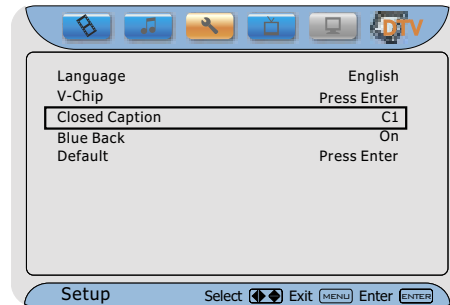 DTV
Language English
V-Chip Press Enter
Closed Caption C1
Blue Back On
Default Press Enter
Setup Select Exit MENU Enter ENTER